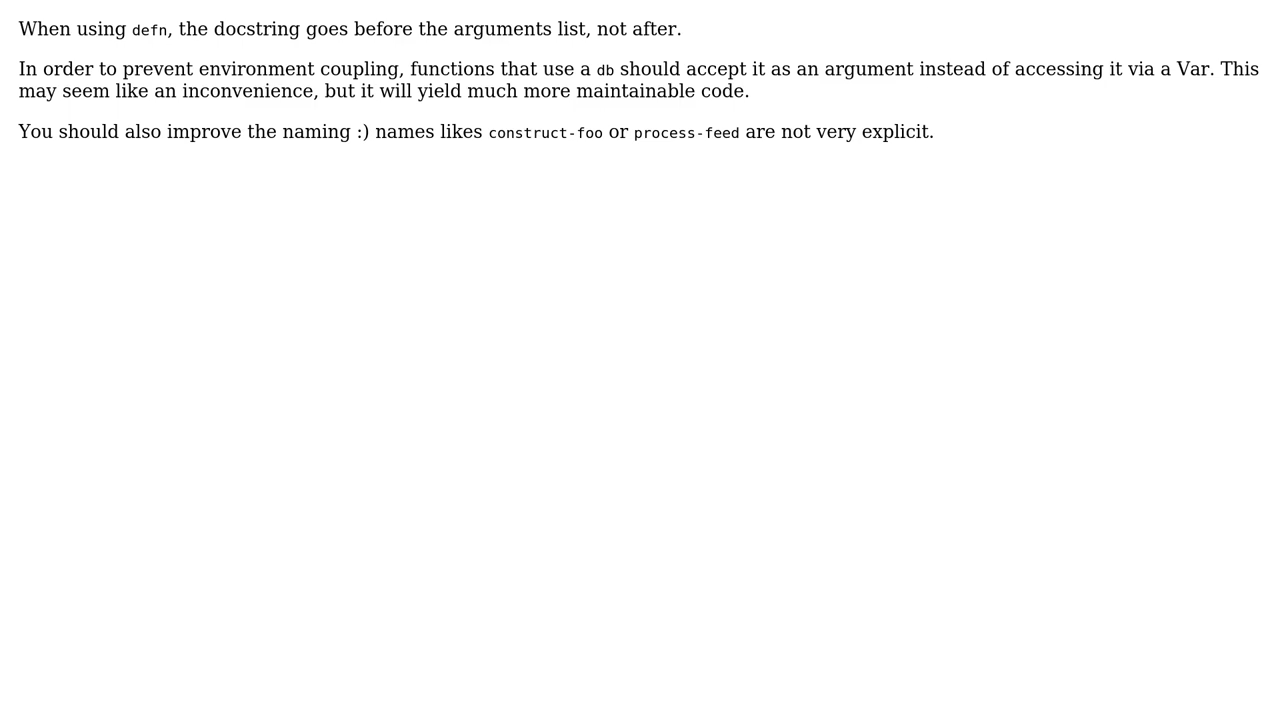 When using defn, the docstring goes before the arguments list, not after.
In order to prevent environment coupling, functions that use a db should accept it as an argument instead of accessing it via a Var. This
may seem like an inconvenience, but it will yield much more maintainable code.
You should also improve the naming :) names likes construct-foo or process-feed are not very explicit.